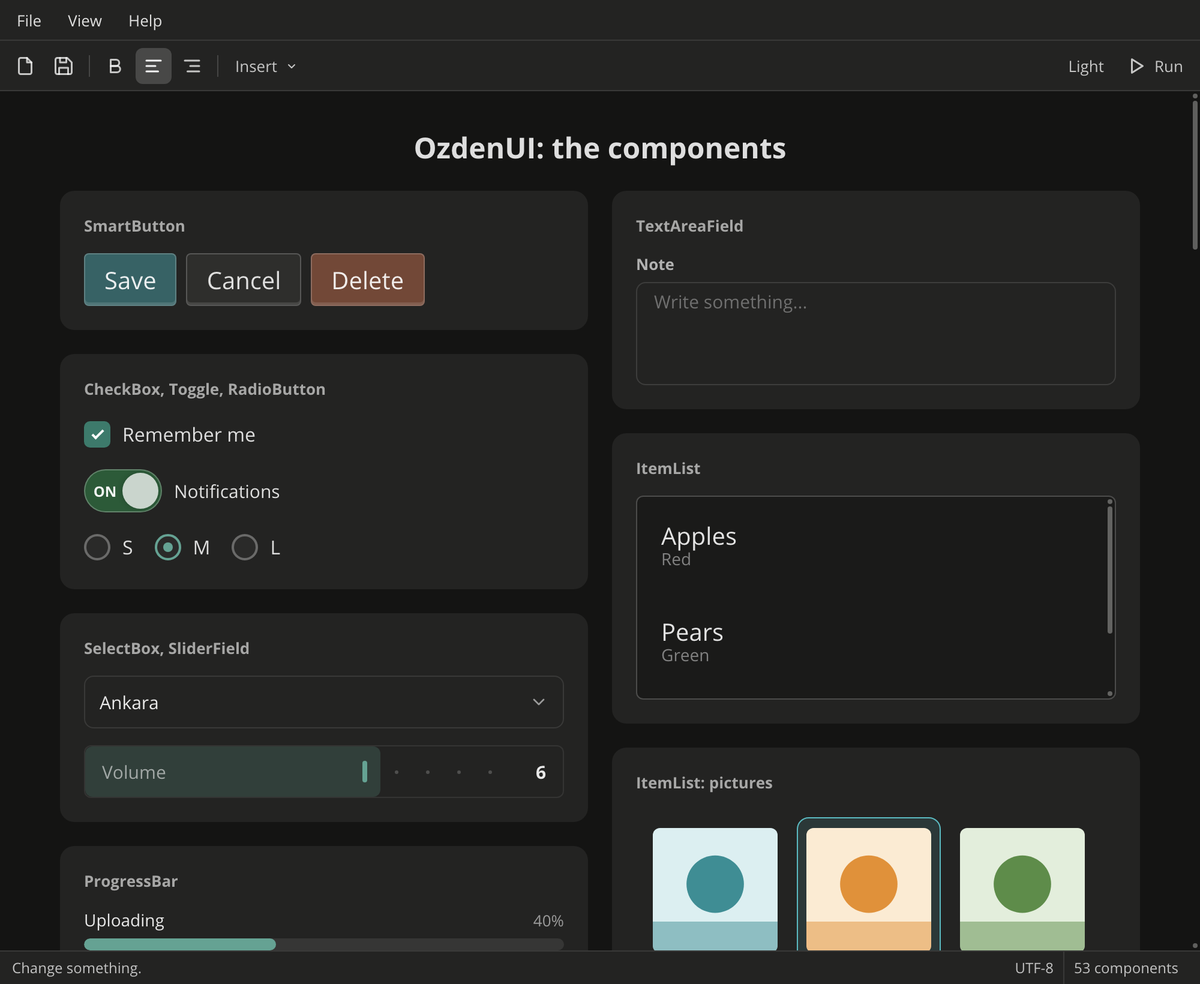 File View Help
B Insert Light Run
OzdenUI: the components
SmartButton
Save Cancel Delete
CheckBox, Toggle, RadioButton
Remember me
ON Notifications
S M L
SelectBox, SliderField
Ankara
Volume 6
ProgressBar
Uploading 40%
TextAreaField
Note
Write something...
ItemList
Apples
Red
Pears
Green
ItemList: pictures
Change something. UTF-8 53 components